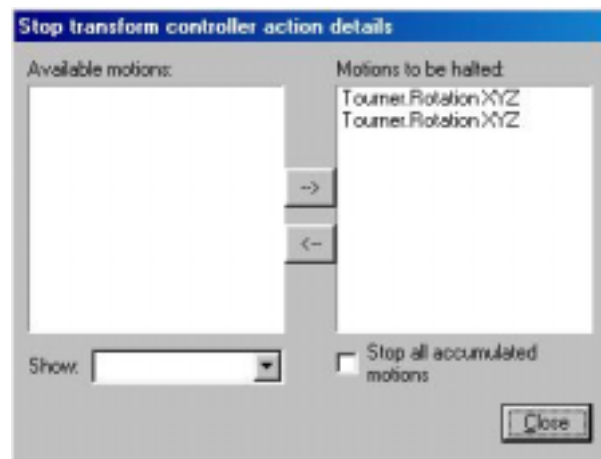 Stop transform controller action details
Available motions:
Motions to be halted:
Tourner.Rotation.XYZ
Tourner.Rotation.XYZ
-->
<--
Show:
Stop all accumulated
motions
Close